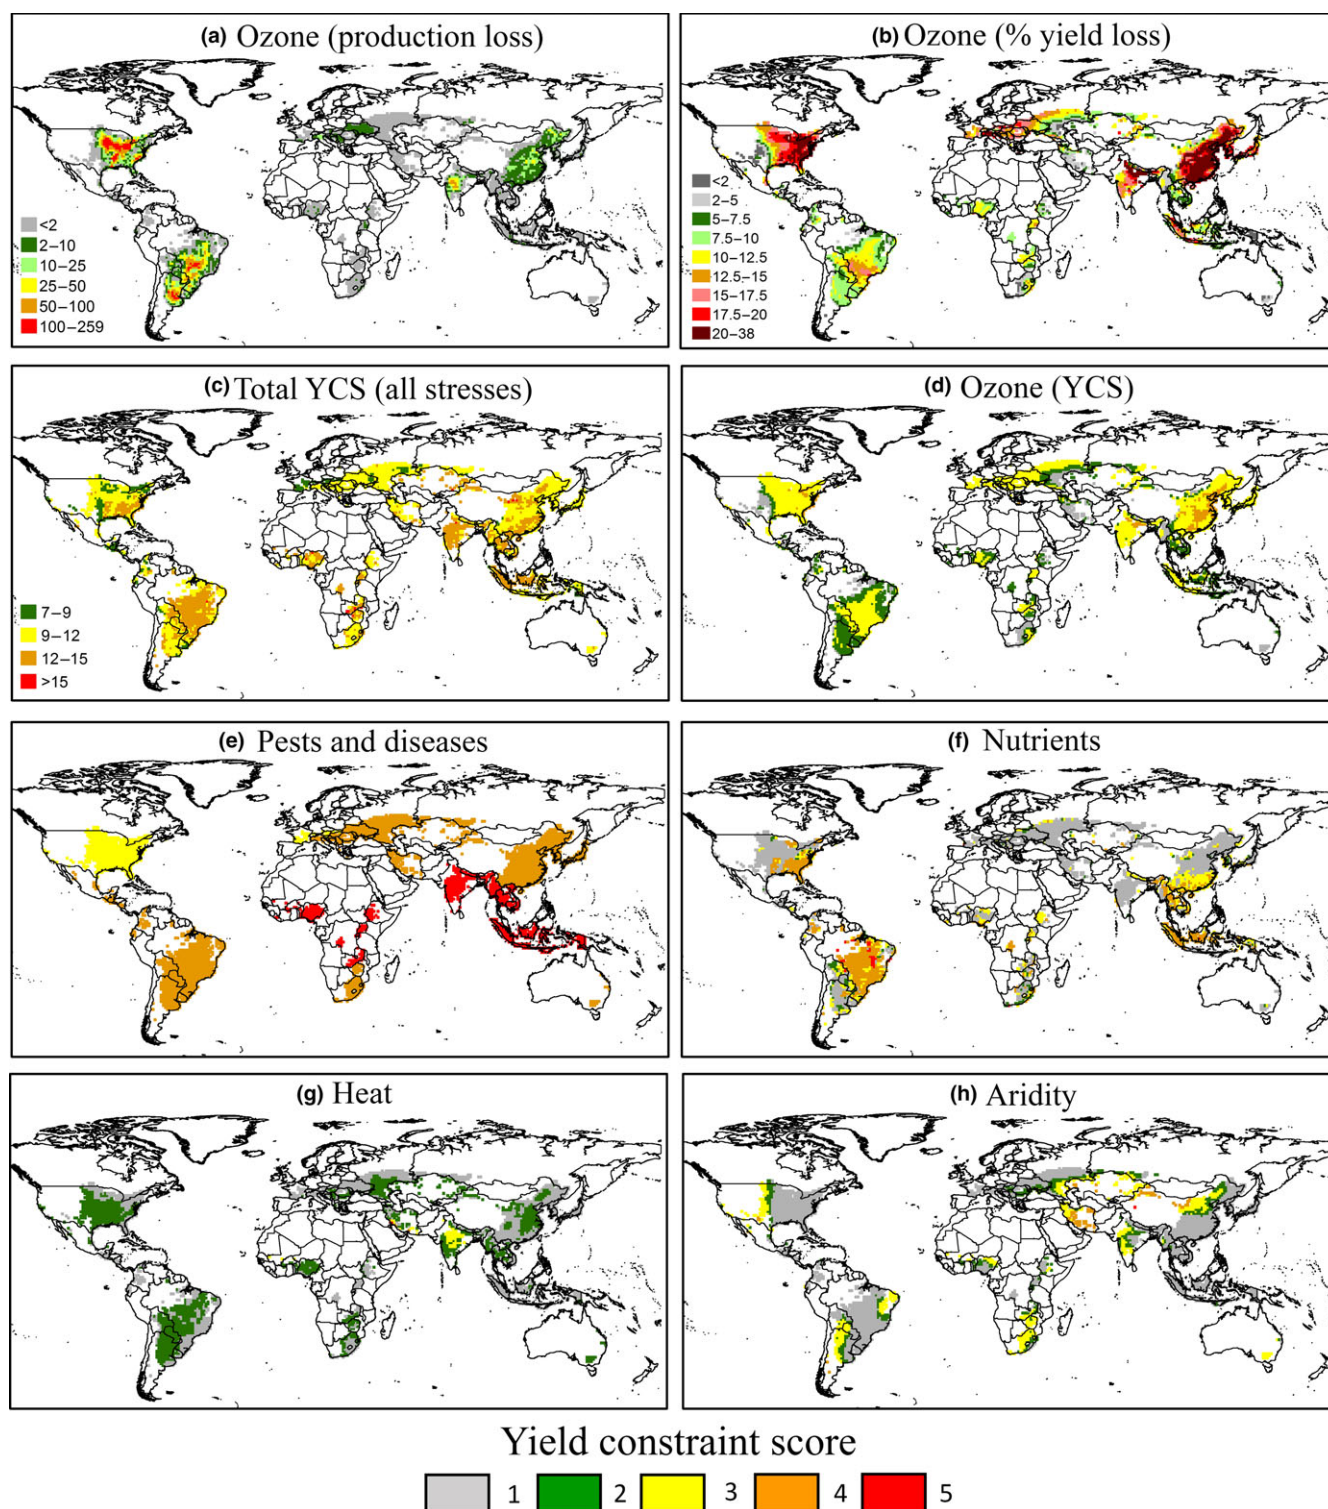 (a) Ozone (production loss)
<2
2–10
10–25
25–50
50–100
100–259
(b) Ozone (% yield loss)
<2
2–5
5–7.5
7.5–10
10–12.5
12.5–15
15–17.5
17.5–20
20–38
(c) Total YCS (all stresses)
7–9
9–12
12–15
>15
(d) Ozone (YCS)
(e) Pests and diseases
(f) Nutrients
(g) Heat
(h) Aridity
Yield constraint score
1 2 3 4 5